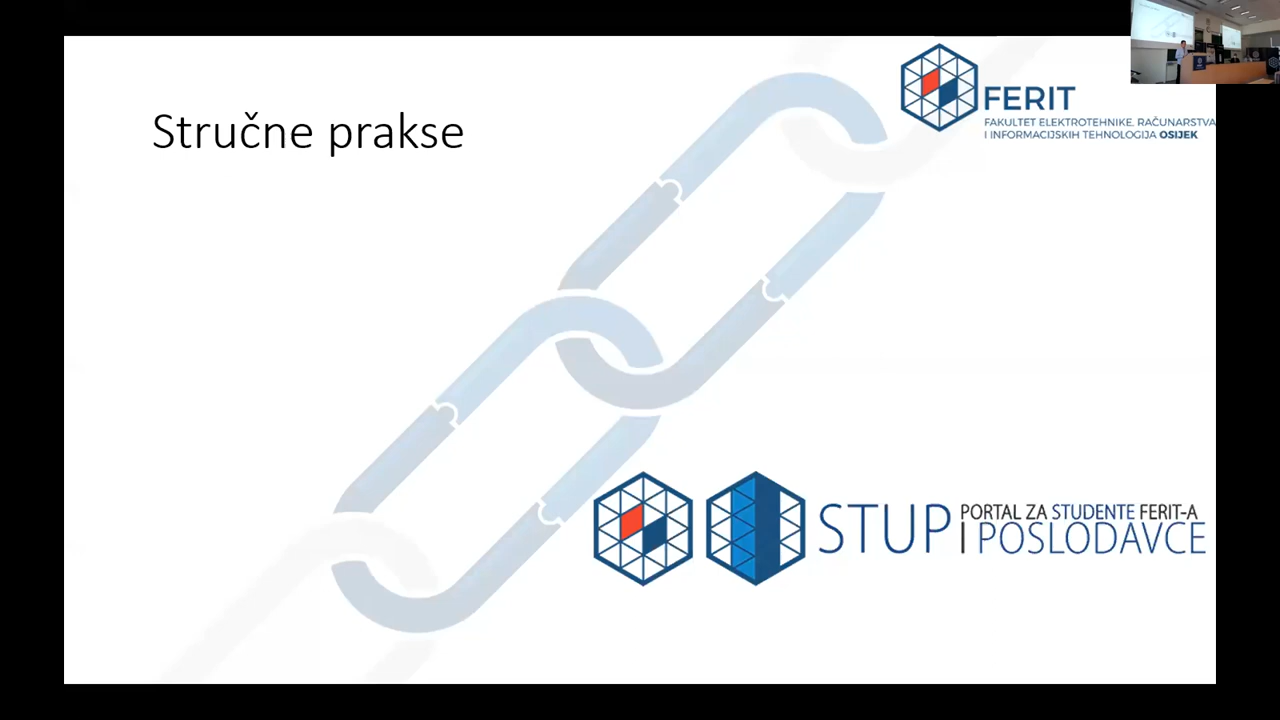 Stručne prakse
FERIT
FAKULTET ELEKTROTEHNIKE, RAČUNARSTVA
I INFORMACIJSKIH TEHNOLOGIJA OSIJEK
STUP
PORTAL ZA STUDENTE FERIT-A
I POSLODAVCE